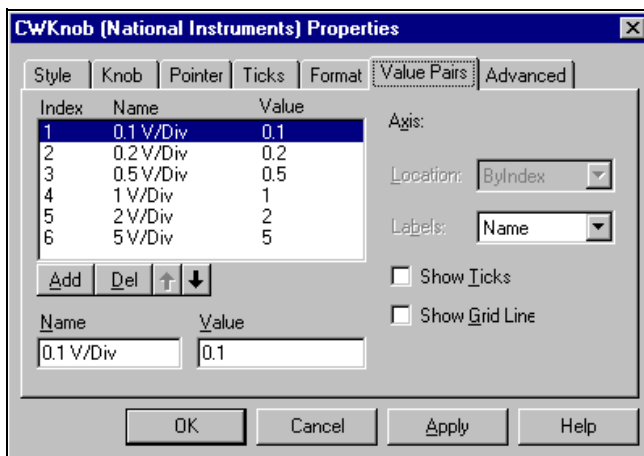 CWKnob (National Instruments) Properties
Style Knob Pointer Ticks Format Value Pairs Advanced
Index Name Value
1 0.1 V/Div 0.1
2 0.2 V/Div 0.2
3 0.5 V/Div 0.5
4 1 V/Div 1
5 2 V/Div 2
6 5 V/Div 5
Axis:
Location: ByIndex
Labels: Name
Add Del
Show Ticks
Show Grid Line
Name Value
0.1 V/Div 0.1
OK Cancel Apply Help